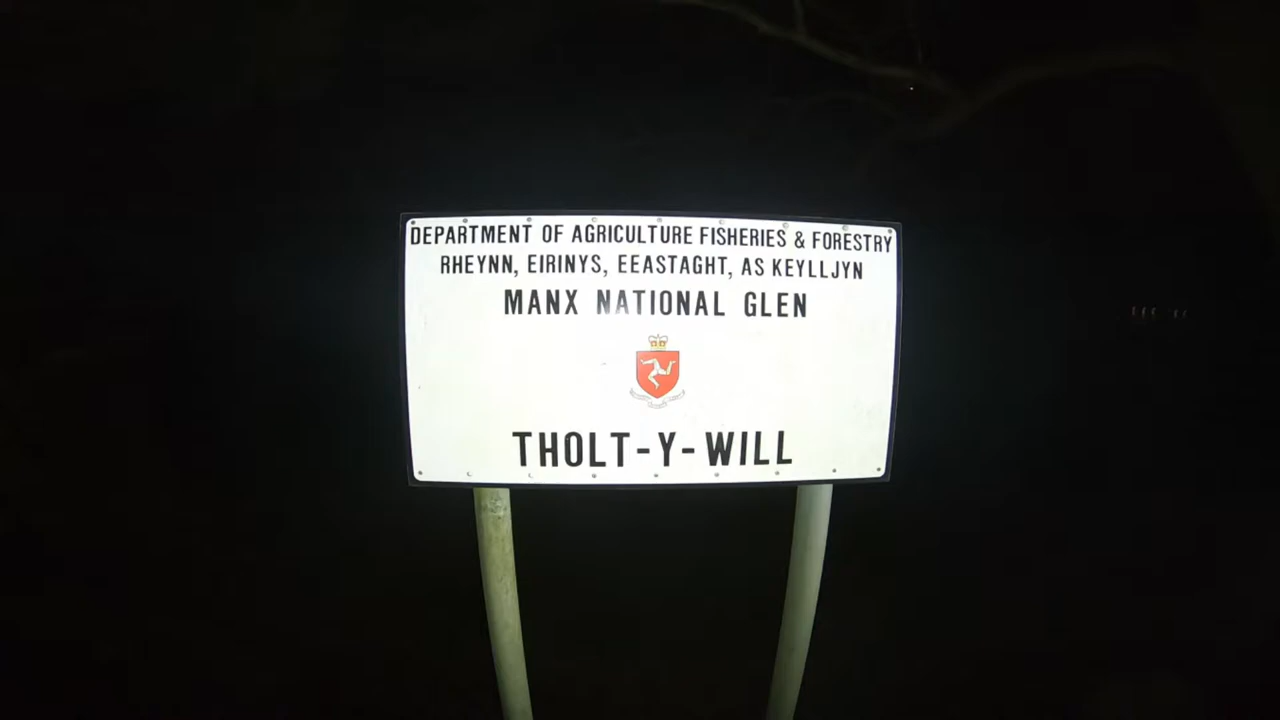 DEPARTMENT OF AGRICULTURE FISHERIES & FORESTRY
RHEYNN, EIRINYS, EEASTAGHT, AS KEYLLJYN
MANX NATIONAL GLEN
THOLT-Y-WILL